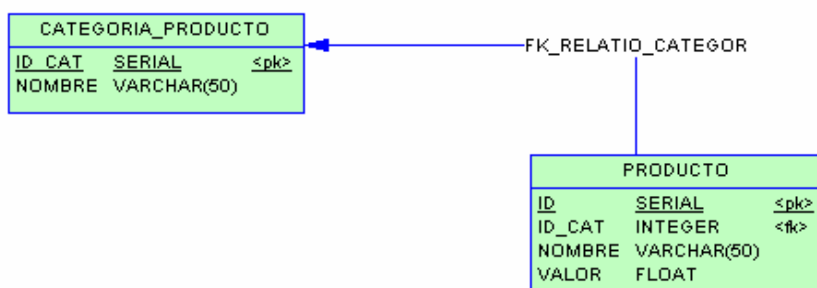 CATEGORIA_PRODUCTO
ID_CAT SERIAL <pk>
NOMBRE VARCHAR(50)
FK_RELATIO_CATEGOR
PRODUCTO
ID SERIAL <pk>
ID_CAT INTEGER <fk>
NOMBRE VARCHAR(50)
VALOR FLOAT